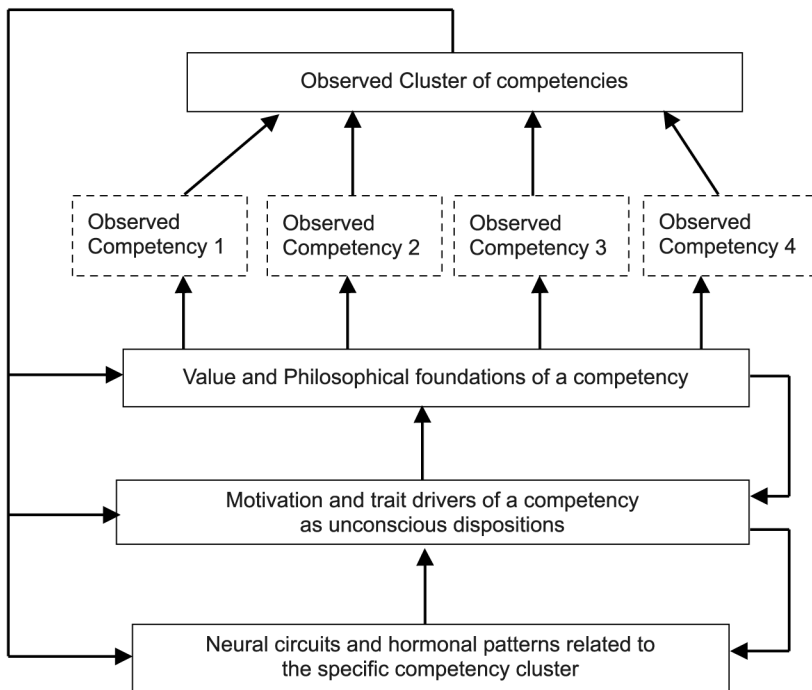 Observed Cluster of competencies
Observed
Competency 1
Observed
Competency 2
Observed
Competency 3
Observed
Competency 4
Value and Philosophical foundations of a competency
Motivation and trait drivers of a competency
as unconscious dispositions
Neural circuits and hormonal patterns related to
the specific competency cluster